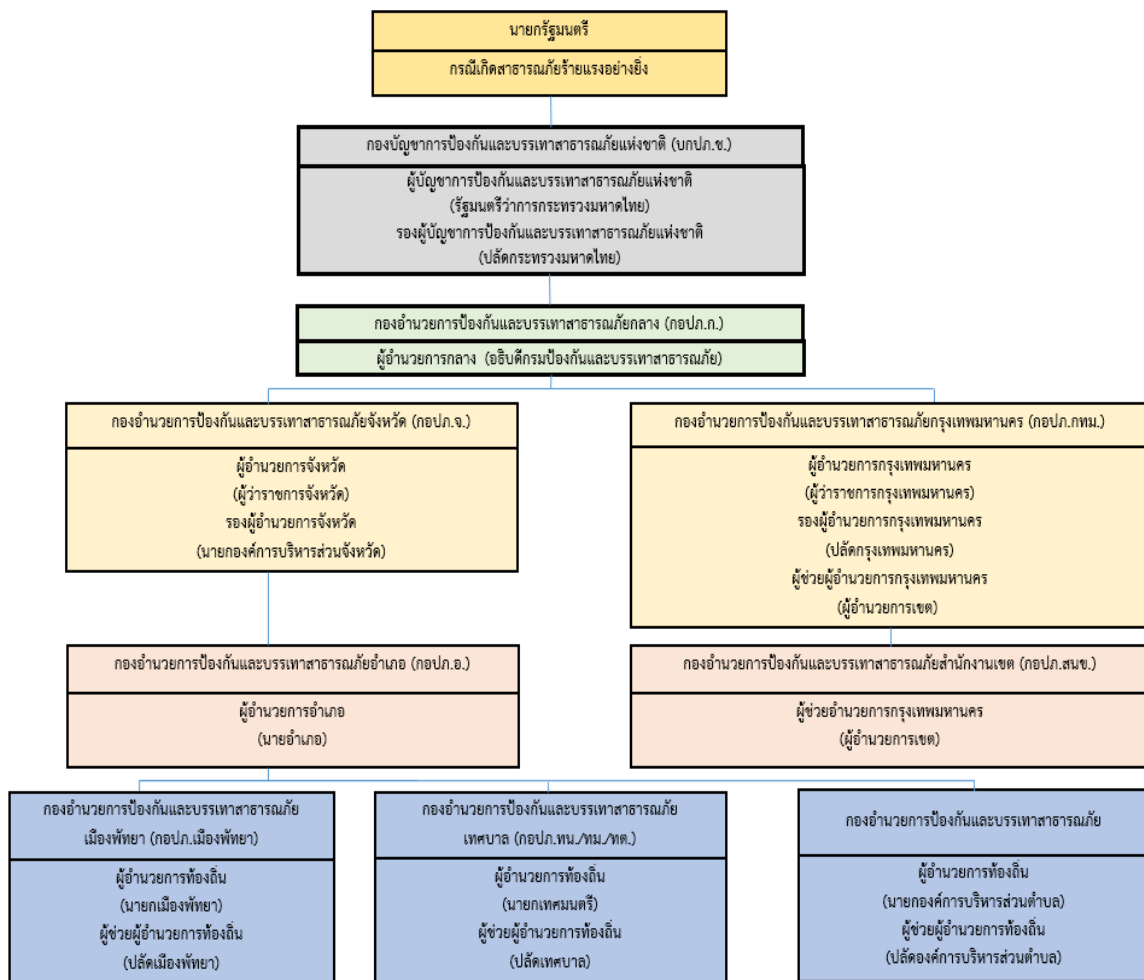 นายกรัฐมนตรี
กรณีเกิดสาธารณภัยร้ายแรงอย่างยิ่ง
กองบัญชาการป้องกันและบรรเทาสาธารณภัยแห่งชาติ (บกปภ.ช.)
ผู้บัญชาการป้องกันและบรรเทาสาธารณภัยแห่งชาติ
(รัฐมนตรีว่าการกระทรวงมหาดไทย)
รองผู้บัญชาการป้องกันและบรรเทาสาธารณภัยแห่งชาติ
(ปลัดกระทรวงมหาดไทย)
กองอำนวยการป้องกันและบรรเทาสาธารณภัยกลาง (กอปภ.ก.)
ผู้อำนวยการกลาง (อธิบดีกรมป้องกันและบรรเทาสาธารณภัย)
กองอำนวยการป้องกันและบรรเทาสาธารณภัยจังหวัด (กอปภ.จ.)
ผู้อำนวยการจังหวัด
(ผู้ว่าราชการจังหวัด)
รองผู้อำนวยการจังหวัด
(นายกองค์การบริหารส่วนจังหวัด)
กองอำนวยการป้องกันและบรรเทาสาธารณภัยกรุงเทพมหานคร (กอปภ.กทม.)
ผู้อำนวยการกรุงเทพมหานคร
(ผู้ว่าราชการกรุงเทพมหานคร)
รองผู้อำนวยการกรุงเทพมหานคร
(ปลัดกรุงเทพมหานคร)
ผู้ช่วยผู้อำนวยการกรุงเทพมหานคร
(ผู้อำนวยการเขต)
กองอำนวยการป้องกันและบรรเทาสาธารณภัยอำเภอ (กอปภ.อ.)
ผู้อำนวยการอำเภอ
(นายอำเภอ)
กองอำนวยการป้องกันและบรรเทาสาธารณภัยสำนักงานเขต (กอปภ.สนข.)
ผู้ช่วยอำนวยการกรุงเทพมหานคร
(ผู้อำนวยการเขต)
กองอำนวยการป้องกันและบรรเทาสาธารณภัย
เมืองพัทยา (กอปภ.เมืองพัทยา)
ผู้อำนวยการท้องถิ่น
(นายกเมืองพัทยา)
ผู้ช่วยผู้อำนวยการท้องถิ่น
(ปลัดเมืองพัทยา)
กองอำนวยการป้องกันและบรรเทาสาธารณภัย
เทศบาล (กอปภ.ทน./ทม./ทต.)
ผู้อำนวยการท้องถิ่น
(นายกเทศมนตรี)
ผู้ช่วยผู้อำนวยการท้องถิ่น
(ปลัดเทศบาล)
กองอำนวยการป้องกันและบรรเทาสาธารณภัย
ผู้อำนวยการท้องถิ่น
(นายกองค์การบริหารส่วนตำบล)
ผู้ช่วยผู้อำนวยการท้องถิ่น
(ปลัดองค์การบริหารส่วนตำบล)